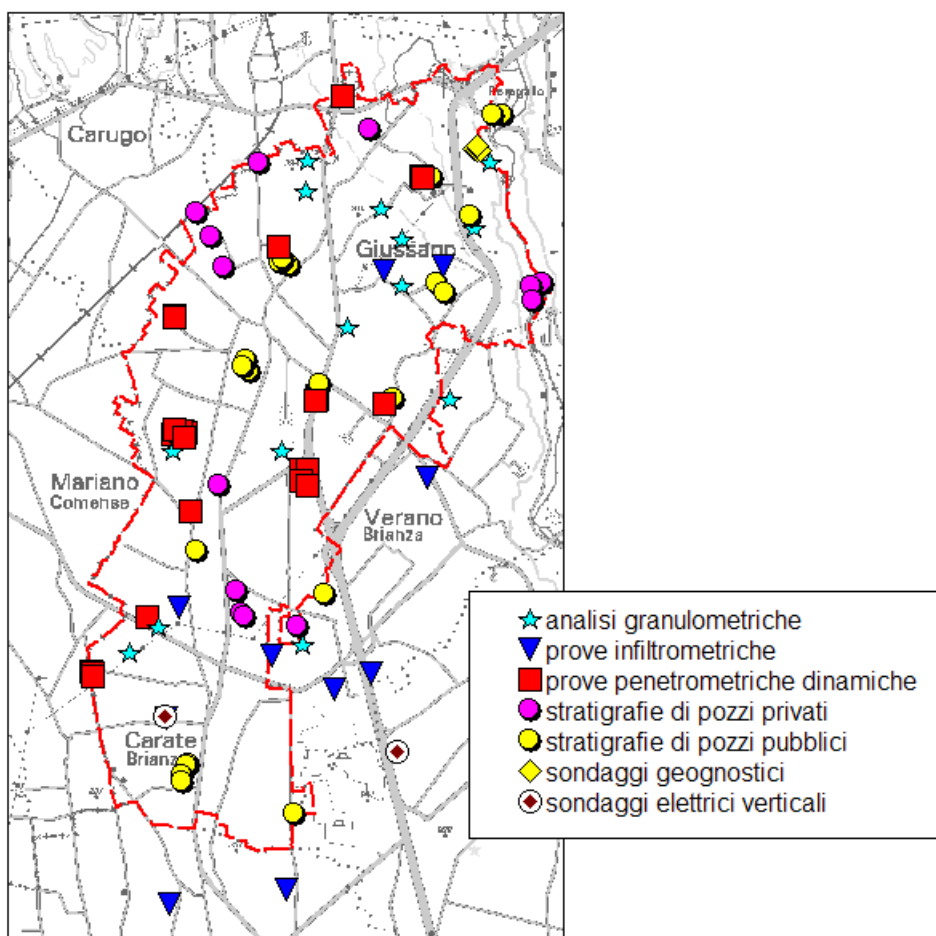 Carugo
Giussano
Mariano
Comense
Verano
Brianza
analisi granulometriche
prove infiltrometriche
prove penetrometriche dinamiche
stratigrafie di pozzi privati
stratigrafie di pozzi pubblici
sondaggi geognostici
sondaggi elettrici verticali
Carate